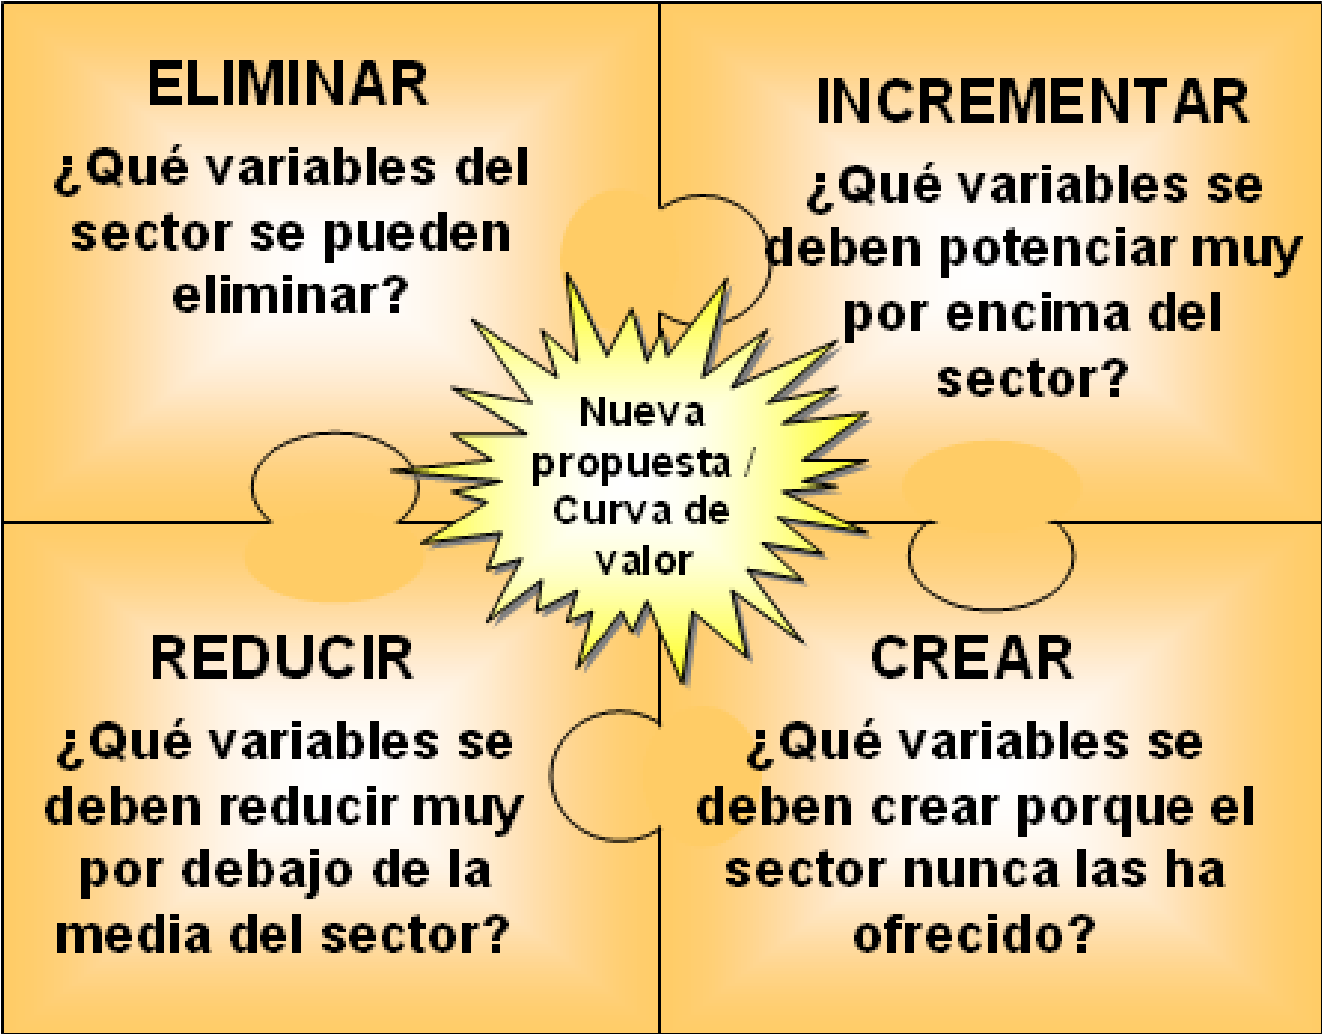 ELIMINAR
¿Qué variables del
sector se pueden
eliminar?
INCREMENTAR
¿Qué variables se
deben potenciar muy
por encima del
sector?
Nueva
propuesta /
Curva de
valor
REDUCIR
¿Qué variables se
deben reducir muy
por debajo de la
media del sector?
CREAR
¿Qué variables se
deben crear porque el
sector nunca las ha
ofrecido?